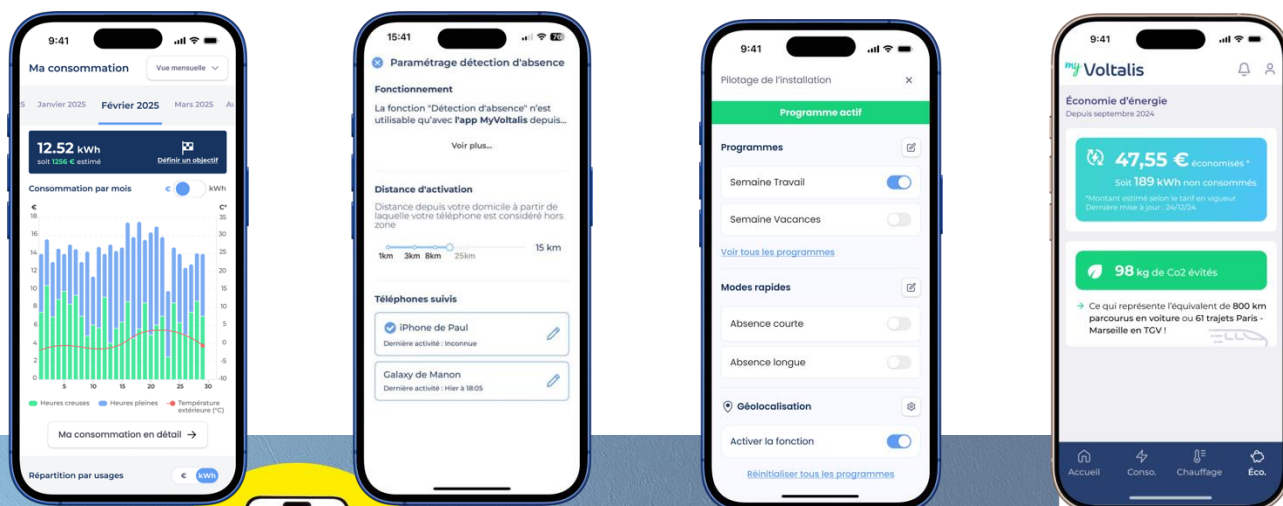 9:41
Ma consommation
Vue mensuelle
Janvier 2025 Février 2025 Mars 2025
12.52 kWh
soit 1256 € estimé
Définir un objectif
Consommation par mois
€ kWh
€ C°
18 35
16 30
14 25
12 20
10 15
8 10
6 5
4 0
2 -5
0 -10
5 10 15 20 25 30
Heures creuses
Heures pleines
Température
extérieure (°C)
Ma consommation en détail →
Répartition par usages
€ kWh
15:41
Paramétrage détection d'absence
Fonctionnement
La fonction "Détection d'absence" n'est
utilisable qu'avec l'app MyVoltalis depuis...
Voir plus...
Distance d'activation
Distance depuis votre domicile à partir de
laquelle votre téléphone est considéré hors
zone
15 km
1km 3km 8km 25km
Téléphones suivis
iPhone de Paul
Dernière activité : Inconnue
Galaxy de Manon
Dernière activité : Hier à 18:05
9:41
Pilotage de l'installation
Programme actif
Programmes
Semaine Travail
Semaine Vacances
Voir tous les programmes
Modes rapides
Absence courte
Absence longue
Géolocalisation
Activer la fonction
Réinitialiser tous les programmes
9:41
my Voltalis
Économie d'énergie
Depuis septembre 2024
47,55 € économisés *
Soit 189 kWh non consommés
*Montant estimé selon le tarif en vigueur.
Dernière mise à jour : 24/12/24
98 kg de Co2 évités
→ Ce qui représente l'équivalent de 800 km
parcourus en voiture ou 61 trajets Paris -
Marseille en TGV !
Accueil Conso. Chauffage Éco.